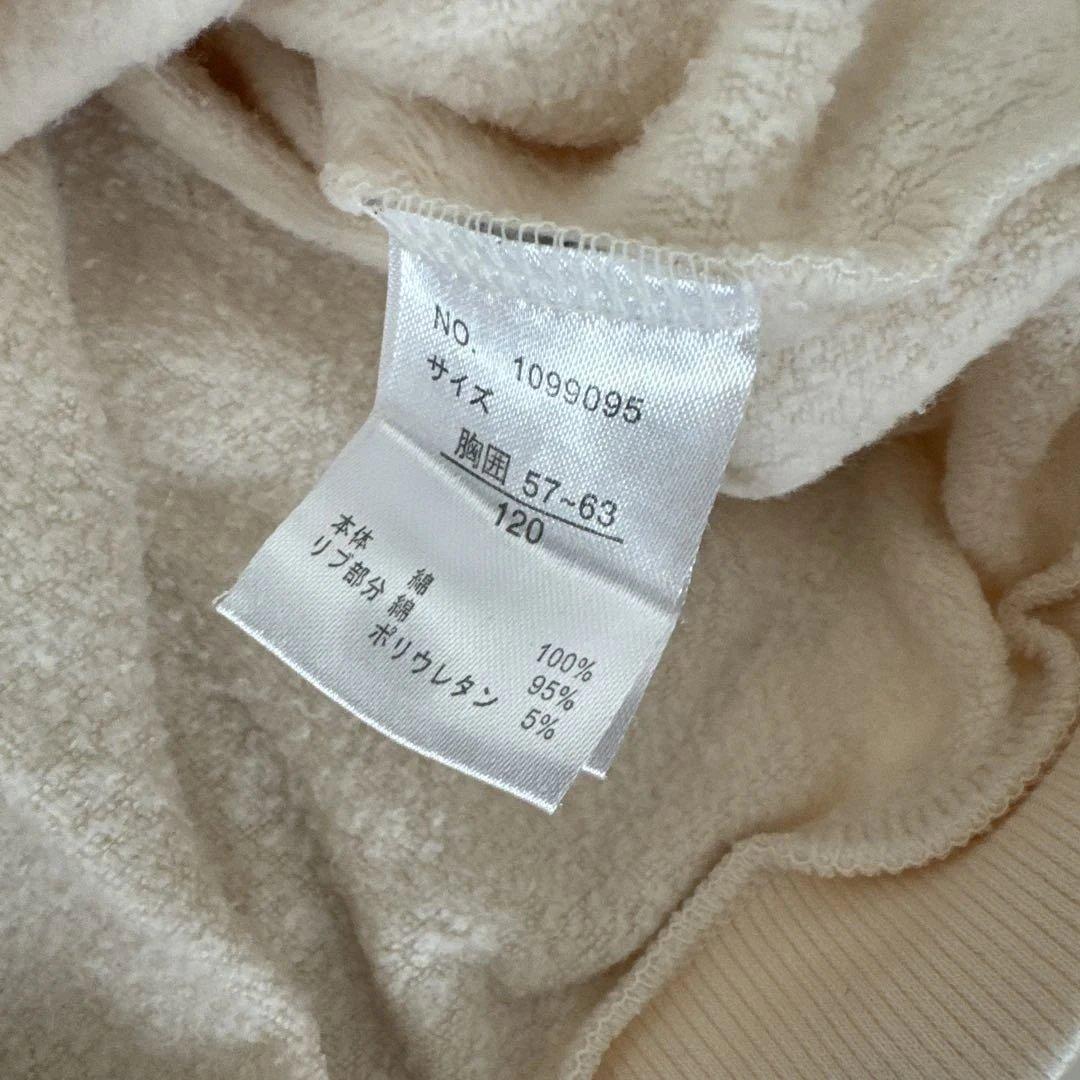 NO. 1099095
サイズ
胸囲 57~63
120
本体 綿 100%
リブ部分 綿 95%
ポリウレタン 5%